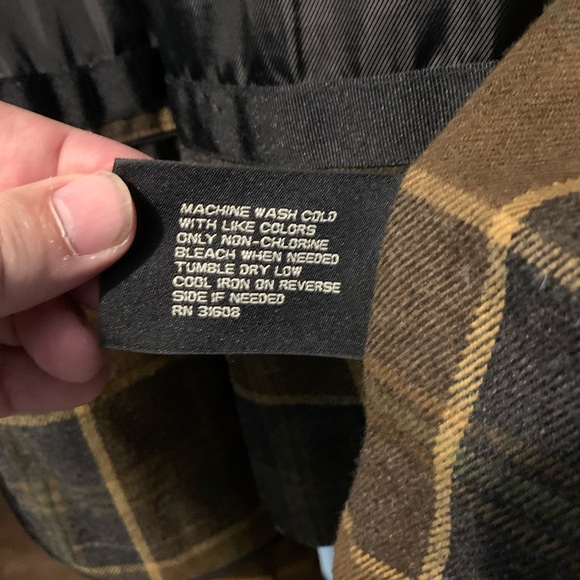 MACHINE WASH COLD
WITH LIKE COLORS
ONLY NON-CHLORINE
BLEACH WHEN NEEDED
TUMBLE DRY LOW
COOL IRON ON REVERSE
SIDE IF NEEDED
RN 31608